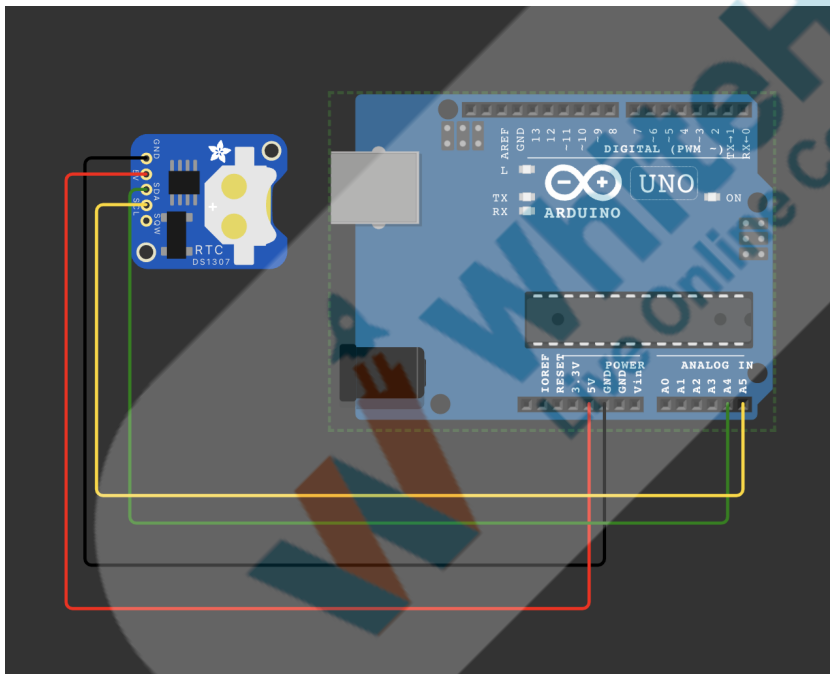 GND
5V
SDA
SCL
SQW
RTC
DS1307
AREF
GND
13
12
~11
~10
~9
8
7
~6
~5
4
~3
2
TX→1
RX←0
DIGITAL (PWM ~)
L
TX
RX
UNO
ON
ARDUINO
POWER
ANALOG IN
IOREF
RESET
3.3V
5V
GND
GND
Vin
A0
A1
A2
A3
A4
A5
Live Online